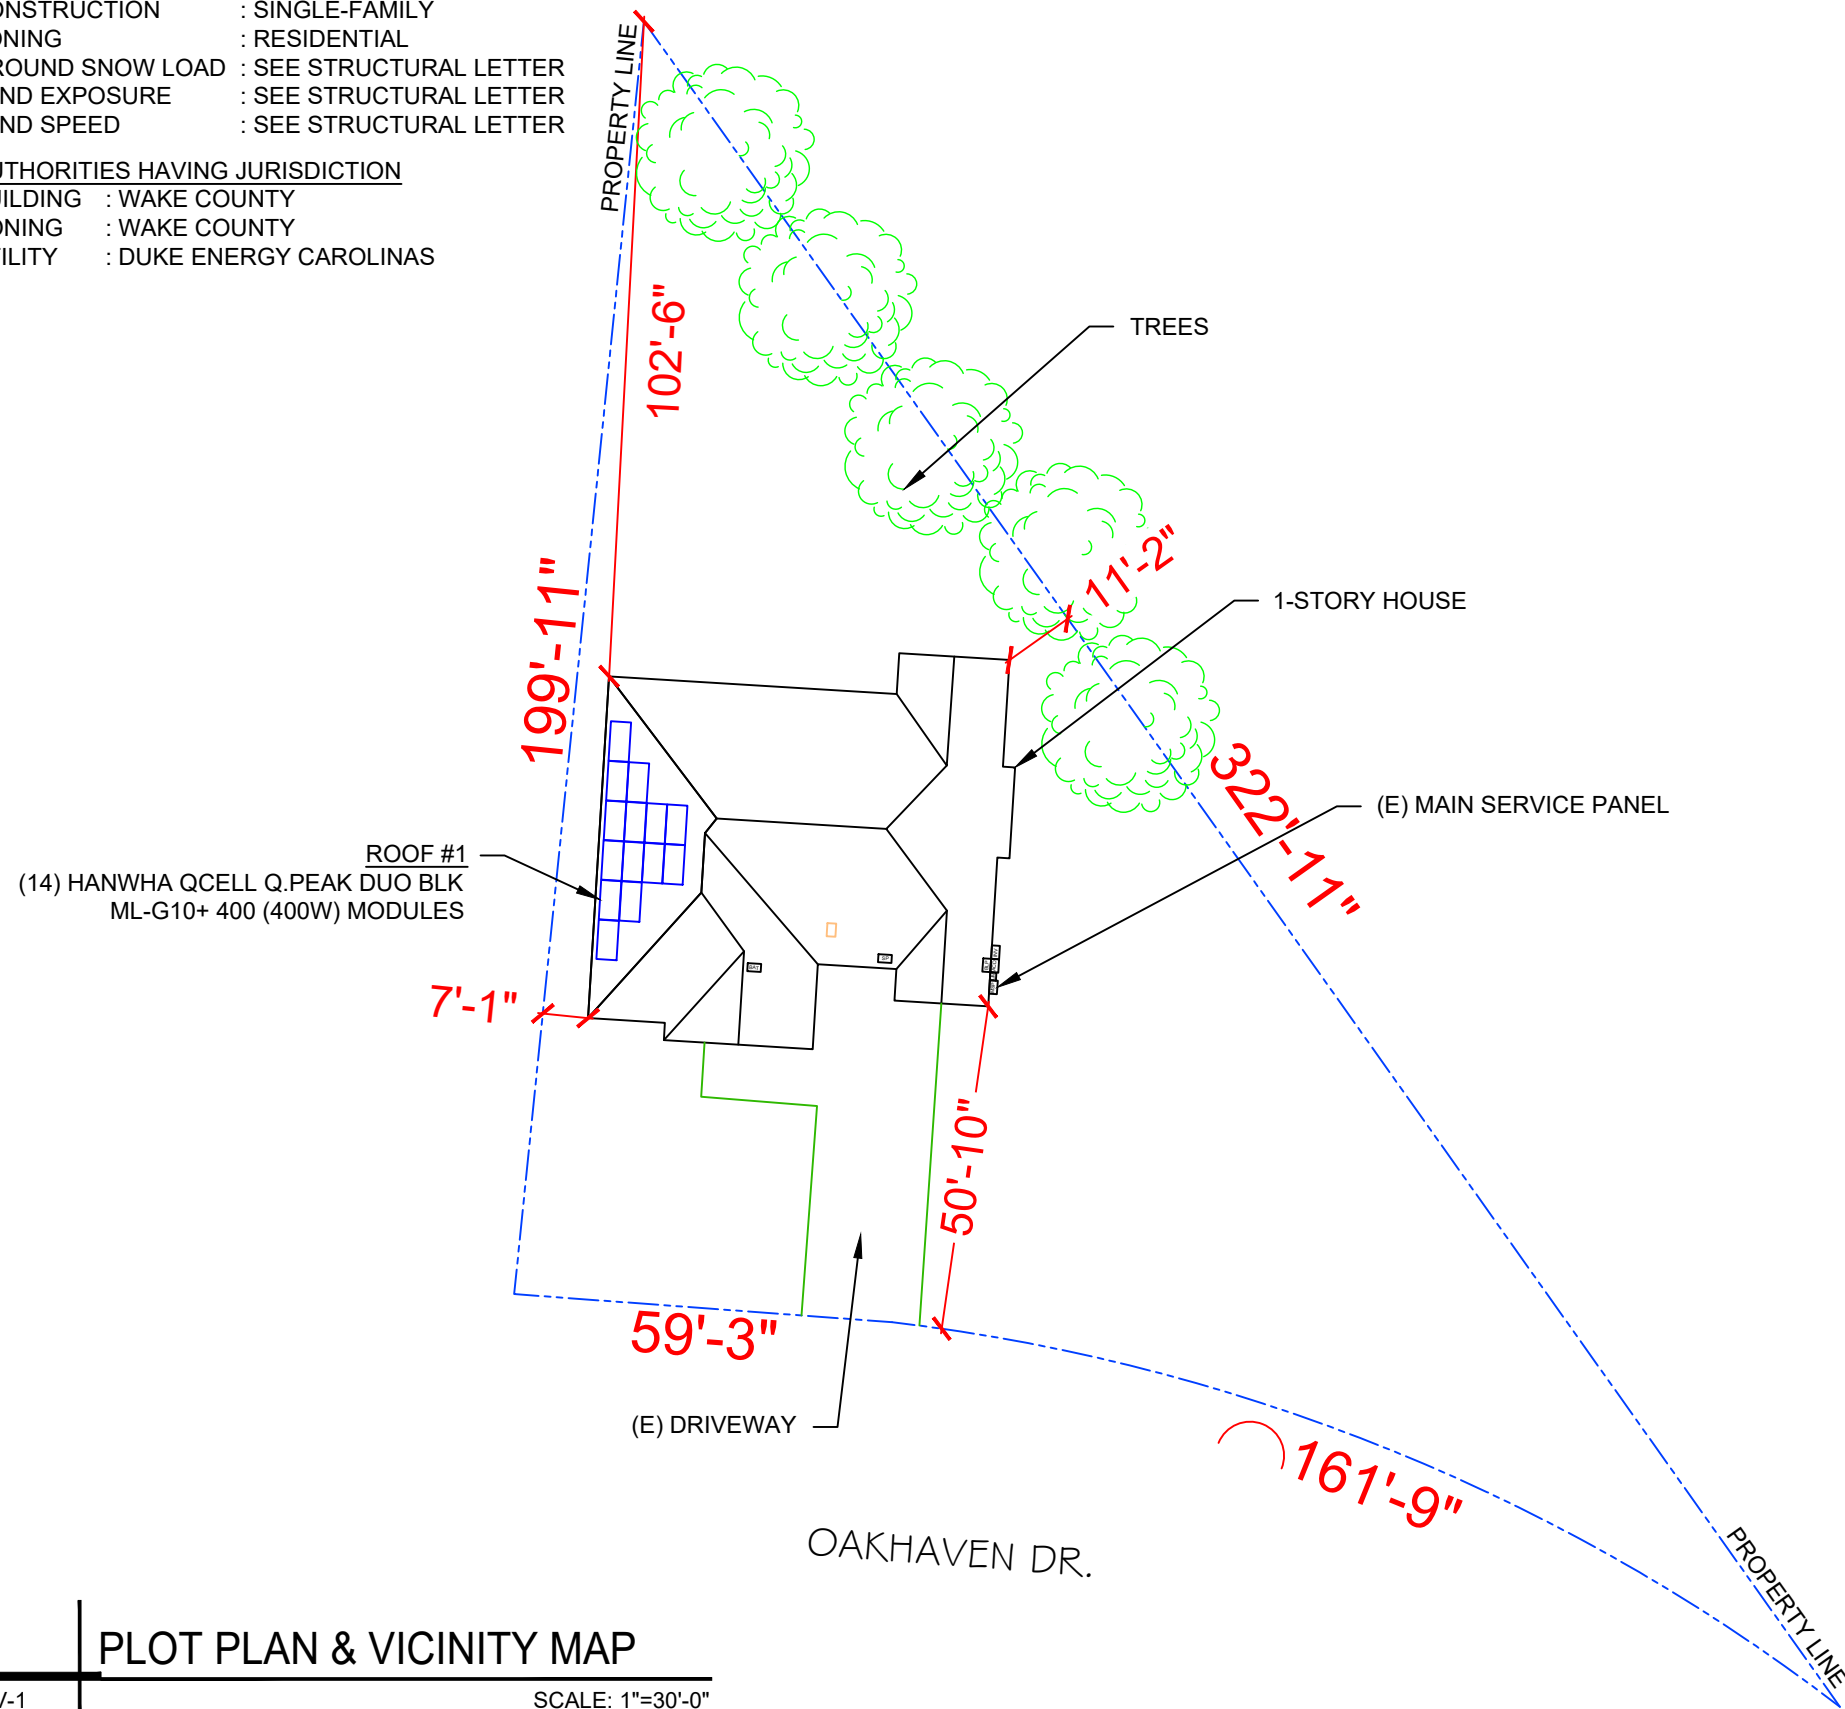 ONSTRUCTION : SINGLE-FAMILY
ONING : RESIDENTIAL
ROUND SNOW LOAD : SEE STRUCTURAL LETTER
ND EXPOSURE : SEE STRUCTURAL LETTER
ND SPEED : SEE STRUCTURAL LETTER
UTHORITIES HAVING JURISDICTION
UILDING : WAKE COUNTY
ONING : WAKE COUNTY
ILITY : DUKE ENERGY CAROLINAS
PROPERTY LINE
102'-6"
TREES
11'-2"
1-STORY HOUSE
199'-11"
322'-11"
(E) MAIN SERVICE PANEL
ROOF #1
(14) HANWHA QCELL Q.PEAK DUO BLK
ML-G10+ 400 (400W) MODULES
SP
7'-1"
50'-10"
59'-3"
(E) DRIVEWAY
161'-9"
OAKHAVEN DR.
PROPERTY LINE
PLOT PLAN & VICINITY MAP
V-1
SCALE: 1"=30'-0"